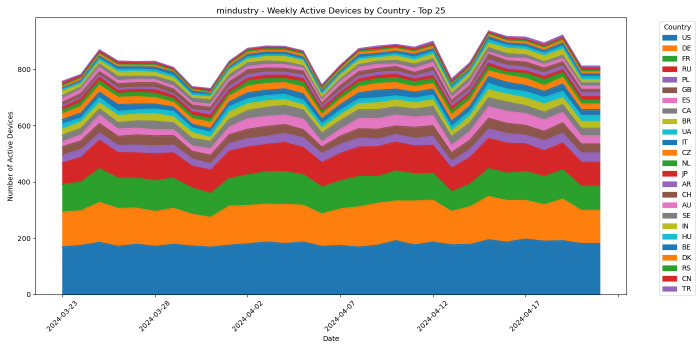 mindustry - Weekly Active Devices by Country - Top 25
Number of Active Devices
800
600
400
200
0
2024-03-23
2024-03-28
2024-04-02
2024-04-07
2024-04-12
2024-04-17
Date
Country
US
DE
FR
RU
PL
GB
ES
CA
BR
UA
IT
CZ
NL
JP
AR
CH
AU
SE
IN
HU
BE
DK
RS
CN
TR